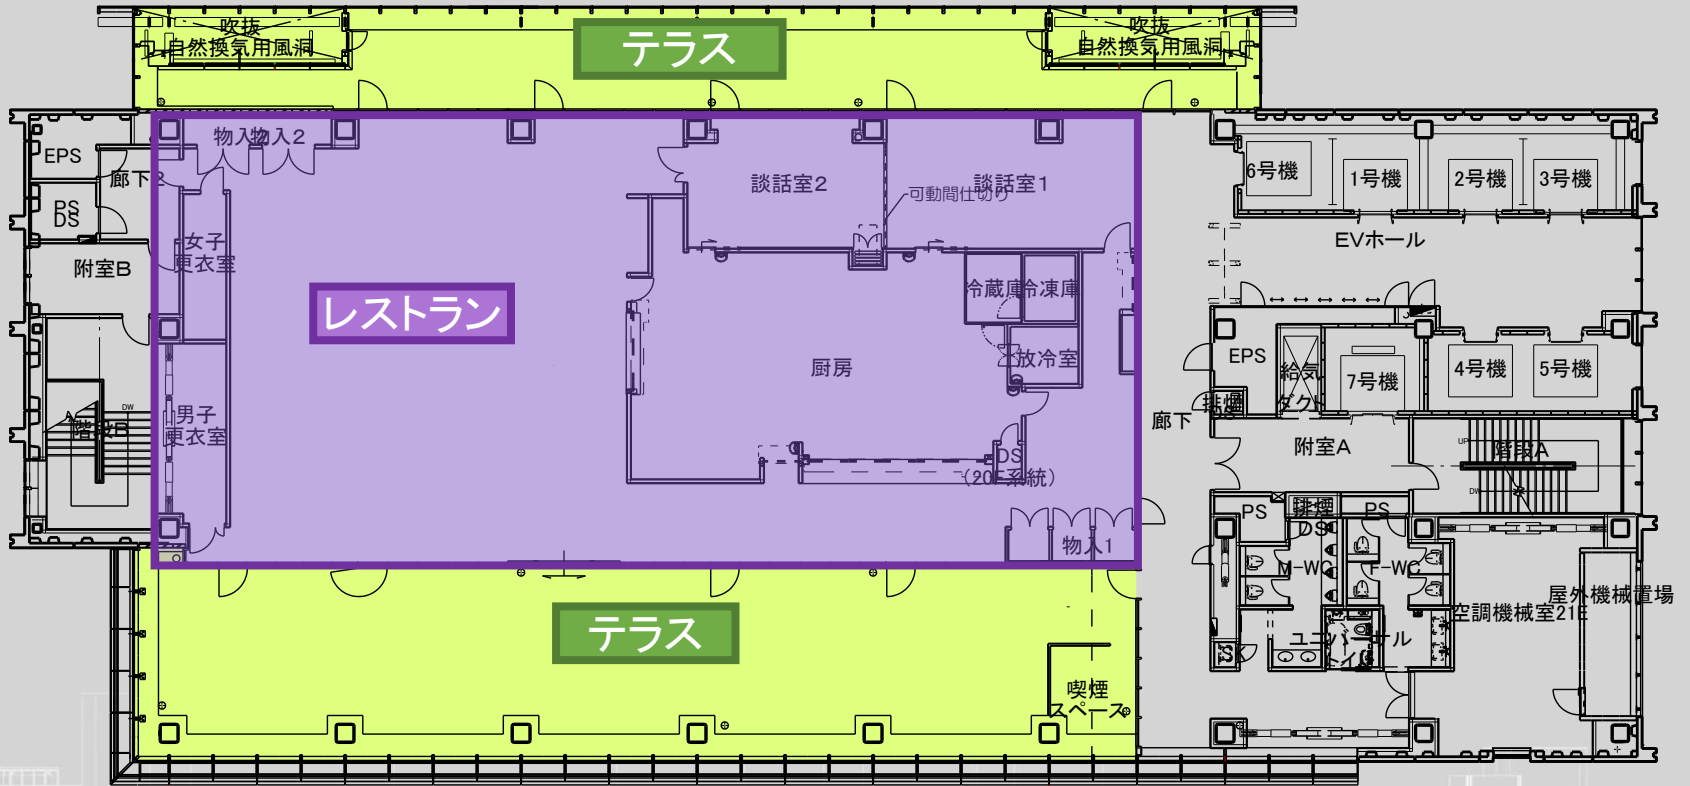 吹抜
自然換気用風洞
テラス
吹抜
自然換気用風洞
EPS
廊下2
PS
DS
附室B
階段B
DW
物入2
物入2
女子
更衣室
男子
更衣室
レストラン
談話室2
談話室1
可動間仕切り
冷蔵庫
冷凍庫
放冷室
厨房
DS
(20F系統)
物入1
6号機
1号機
2号機
3号機
EVホール
EPS
給気
ダクト
排煙
DS
7号機
4号機
5号機
廊下
附室A
階段A
UP
DW
PS
排煙
DS
PS
M-WC
F-WC
ユニバーサル
トイレ
SK
空調機械室21E
屋外機械置場
テラス
喫煙
スペース